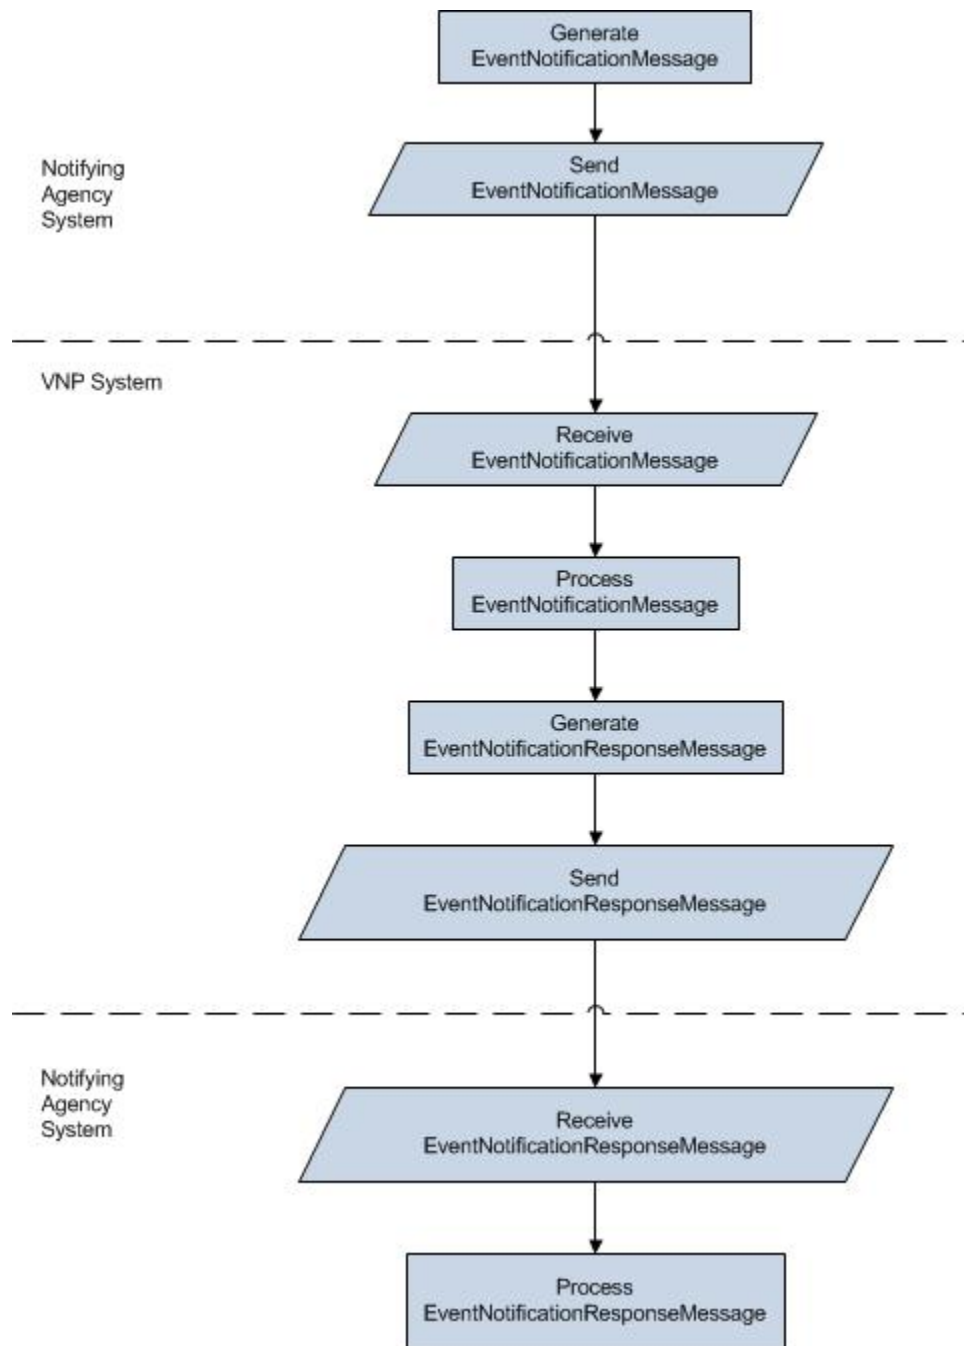 Generate
EventNotificationMessage
Send
EventNotificationMessage
Notifying
Agency
System
VNP System
Receive
EventNotificationMessage
Process
EventNotificationMessage
Generate
EventNotificationResponseMessage
Send
EventNotificationResponseMessage
Notifying
Agency
System
Receive
EventNotificationResponseMessage
Process
EventNotificationResponseMessage